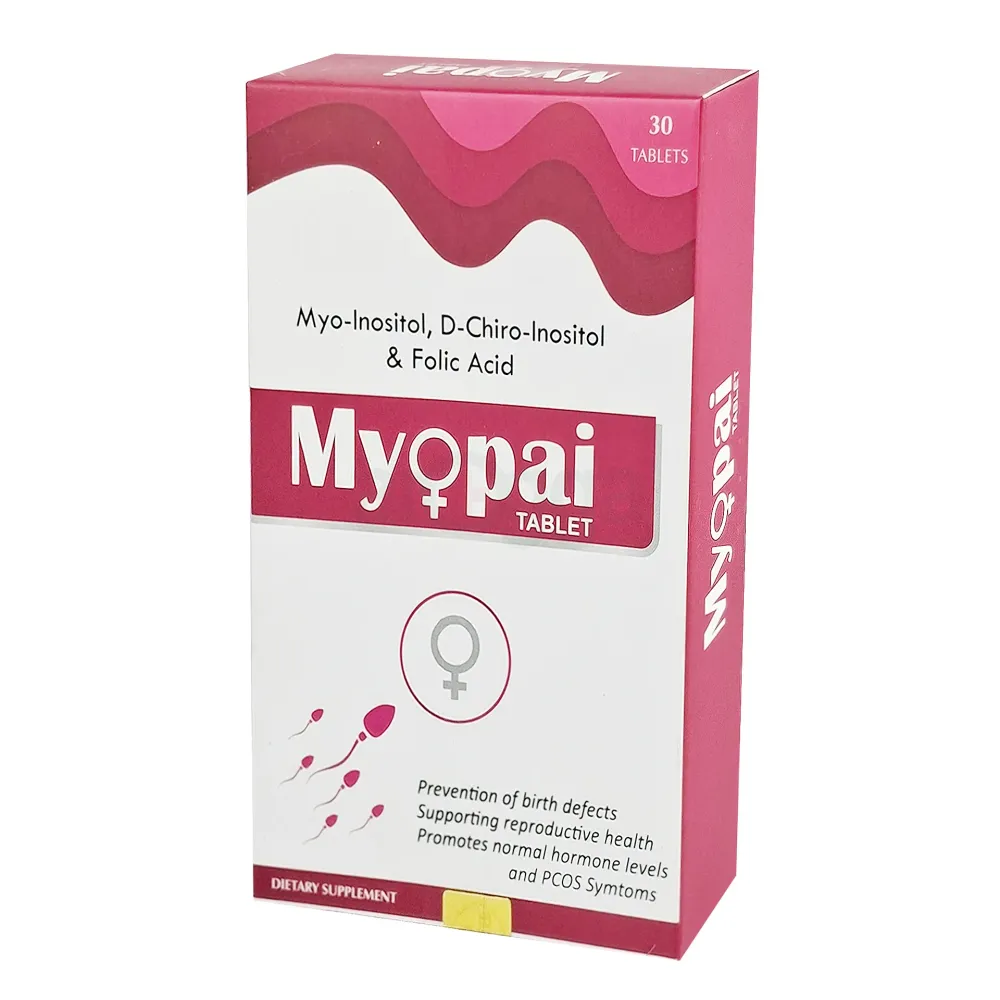 Myopai
30
TABLETS
Myo-Inositol, D-Chiro-Inositol
& Folic Acid
Myopai
TABLET
Myopai
TABLET
Prevention of birth defects
Supporting reproductive health
Promotes normal hormone levels
and PCOS Symtoms
DIETARY SUPPLEMENT